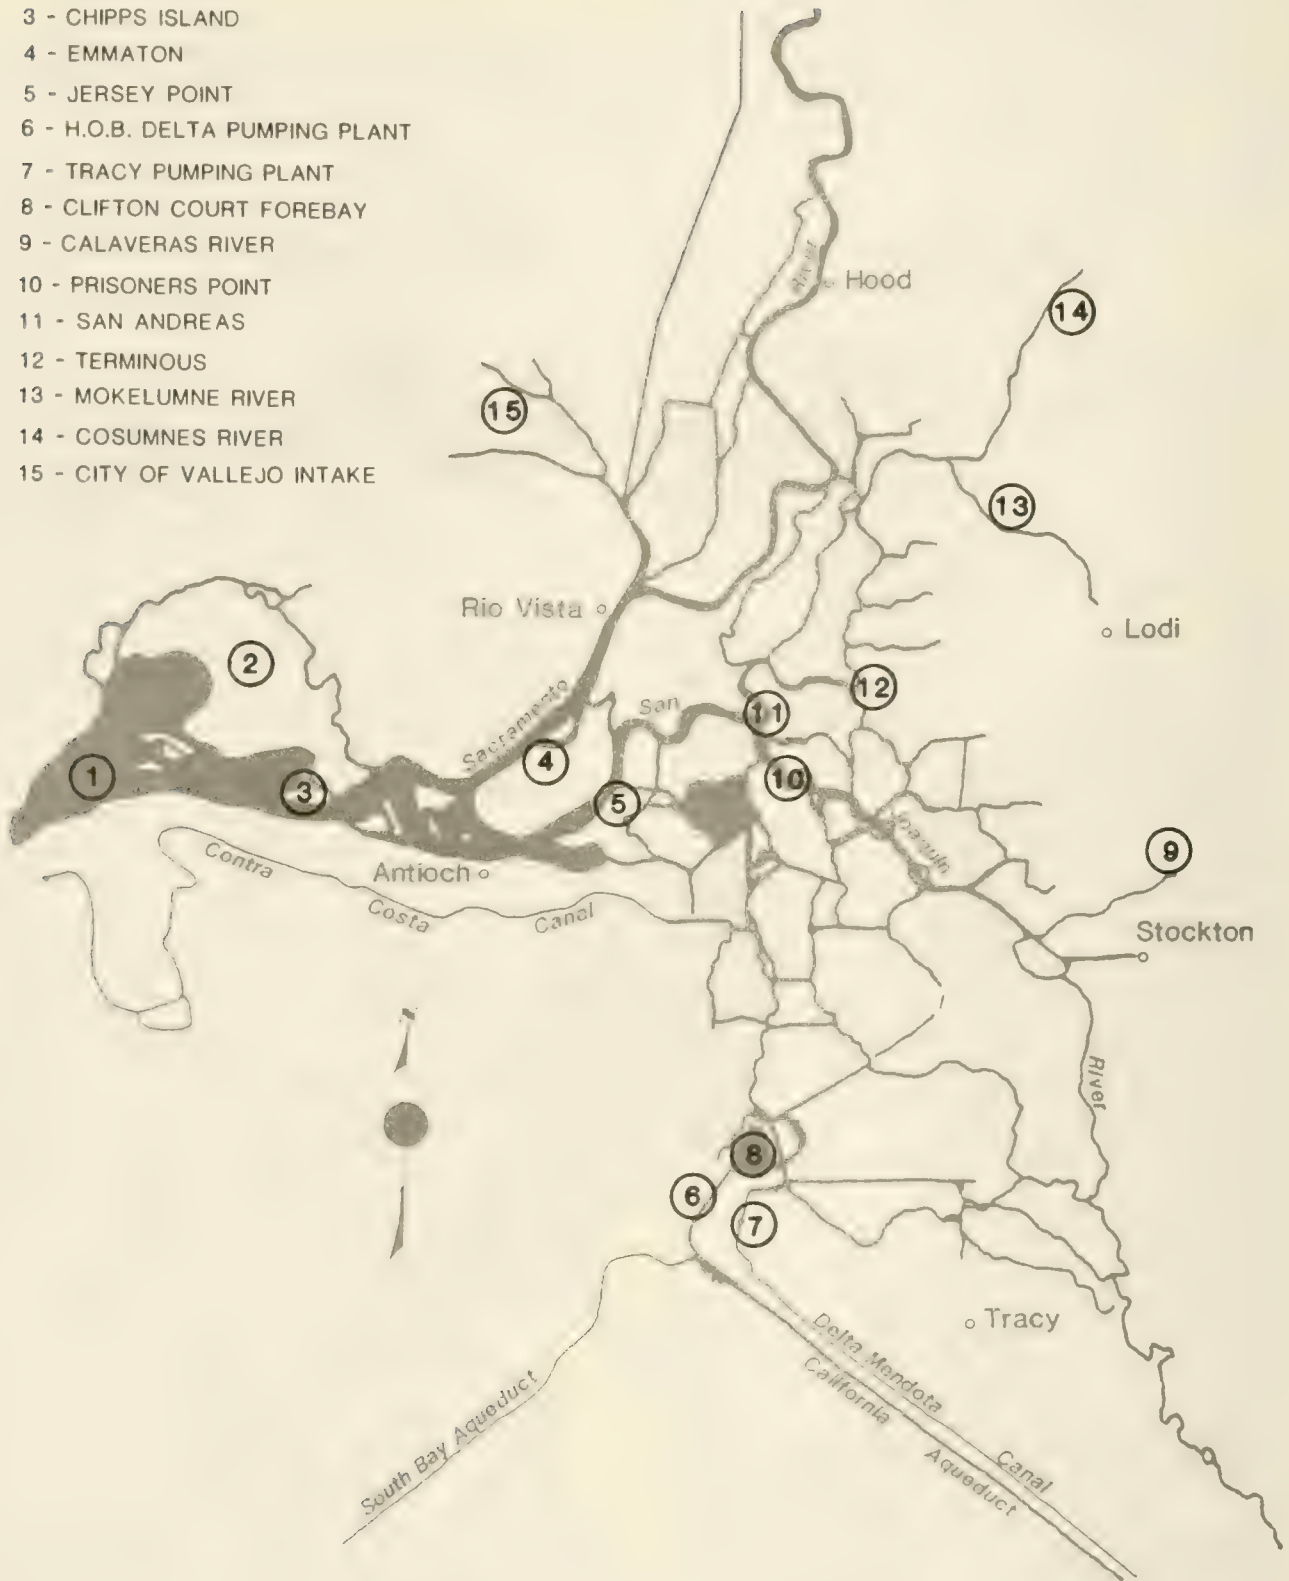 3 - CHIPPS ISLAND
4 - EMMATON
5 - JERSEY POINT
6 - H.O.B. DELTA PUMPING PLANT
7 - TRACY PUMPING PLANT
8 - CLIFTON COURT FOREBAY
9 - CALAVERAS RIVER
10 - PRISONERS POINT
11 - SAN ANDREAS
12 - TERMINOUS
13 - MOKELUMNE RIVER
14 - COSUMNES RIVER
15 - CITY OF VALLEJO INTAKE
River
Hood
14
15
13
Rio Vista
Lodi
2
12
Sacramento
San
11
4
1
3
10
5
Joaquin
9
Contra
Antioch
Costa
Canal
Stockton
N
River
8
6
7
Tracy
Delta Mendota
California
South Bay Aqueduct
Canal
Aqueduct